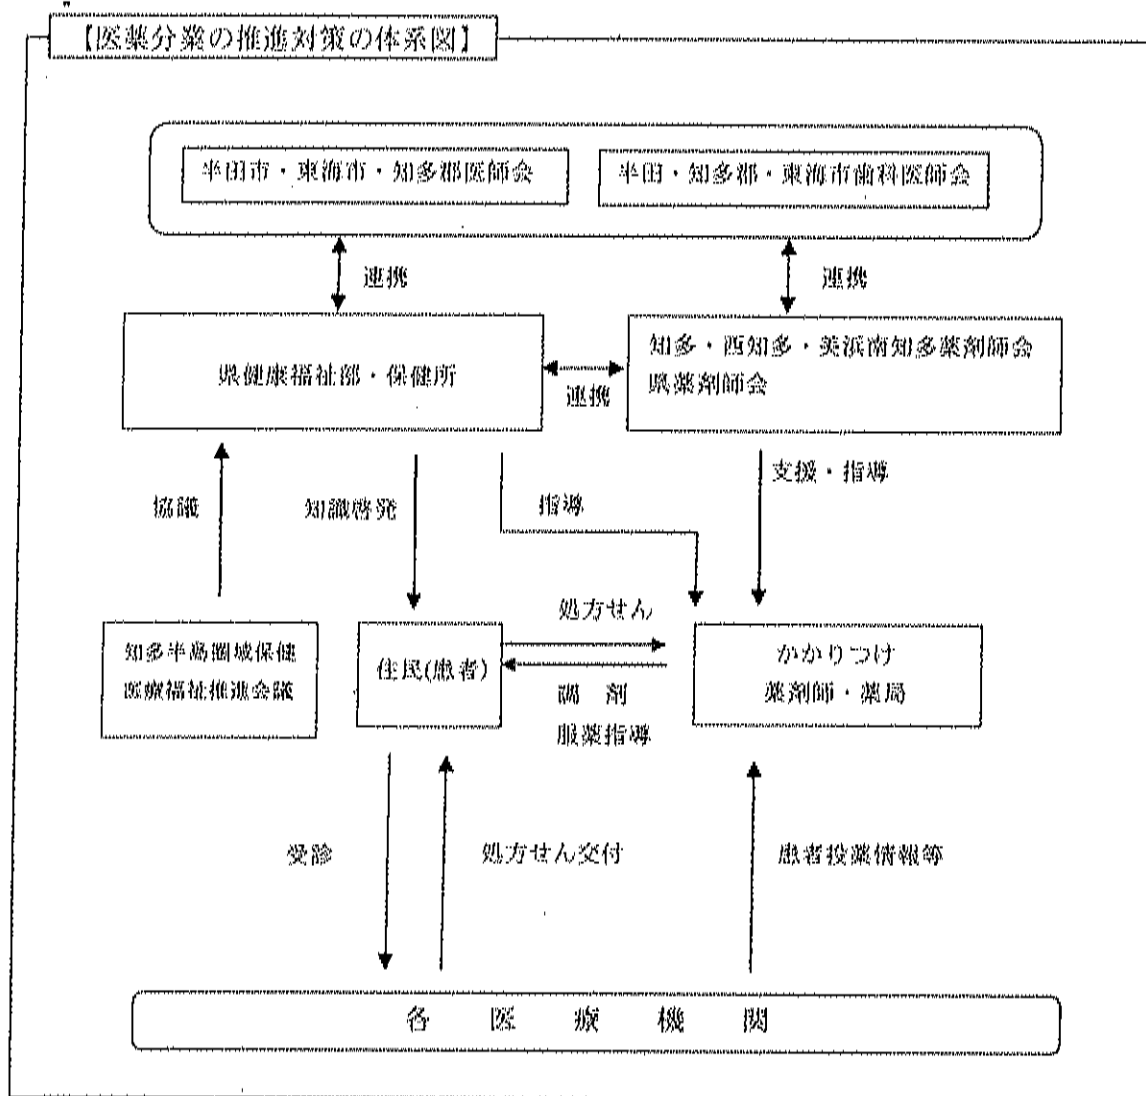 【医薬分業の推進対策の体系図】
半田市・東海市・知多郡医師会
半田・知多郡・東海市歯科医師会
連携
連携
県健康福祉部・保健所
連携
知多・西知多・美浜南知多薬剤師会
県薬剤師会
協議
知識啓発
指導
支援・指導
知多半島圏域保健
医療福祉推進会議
住民(患者)
処方せん
調　剤
服薬指導
かかりつけ
薬剤師・薬局
受診
処方せん交付
患者投薬情報等
各　医　療　機　関